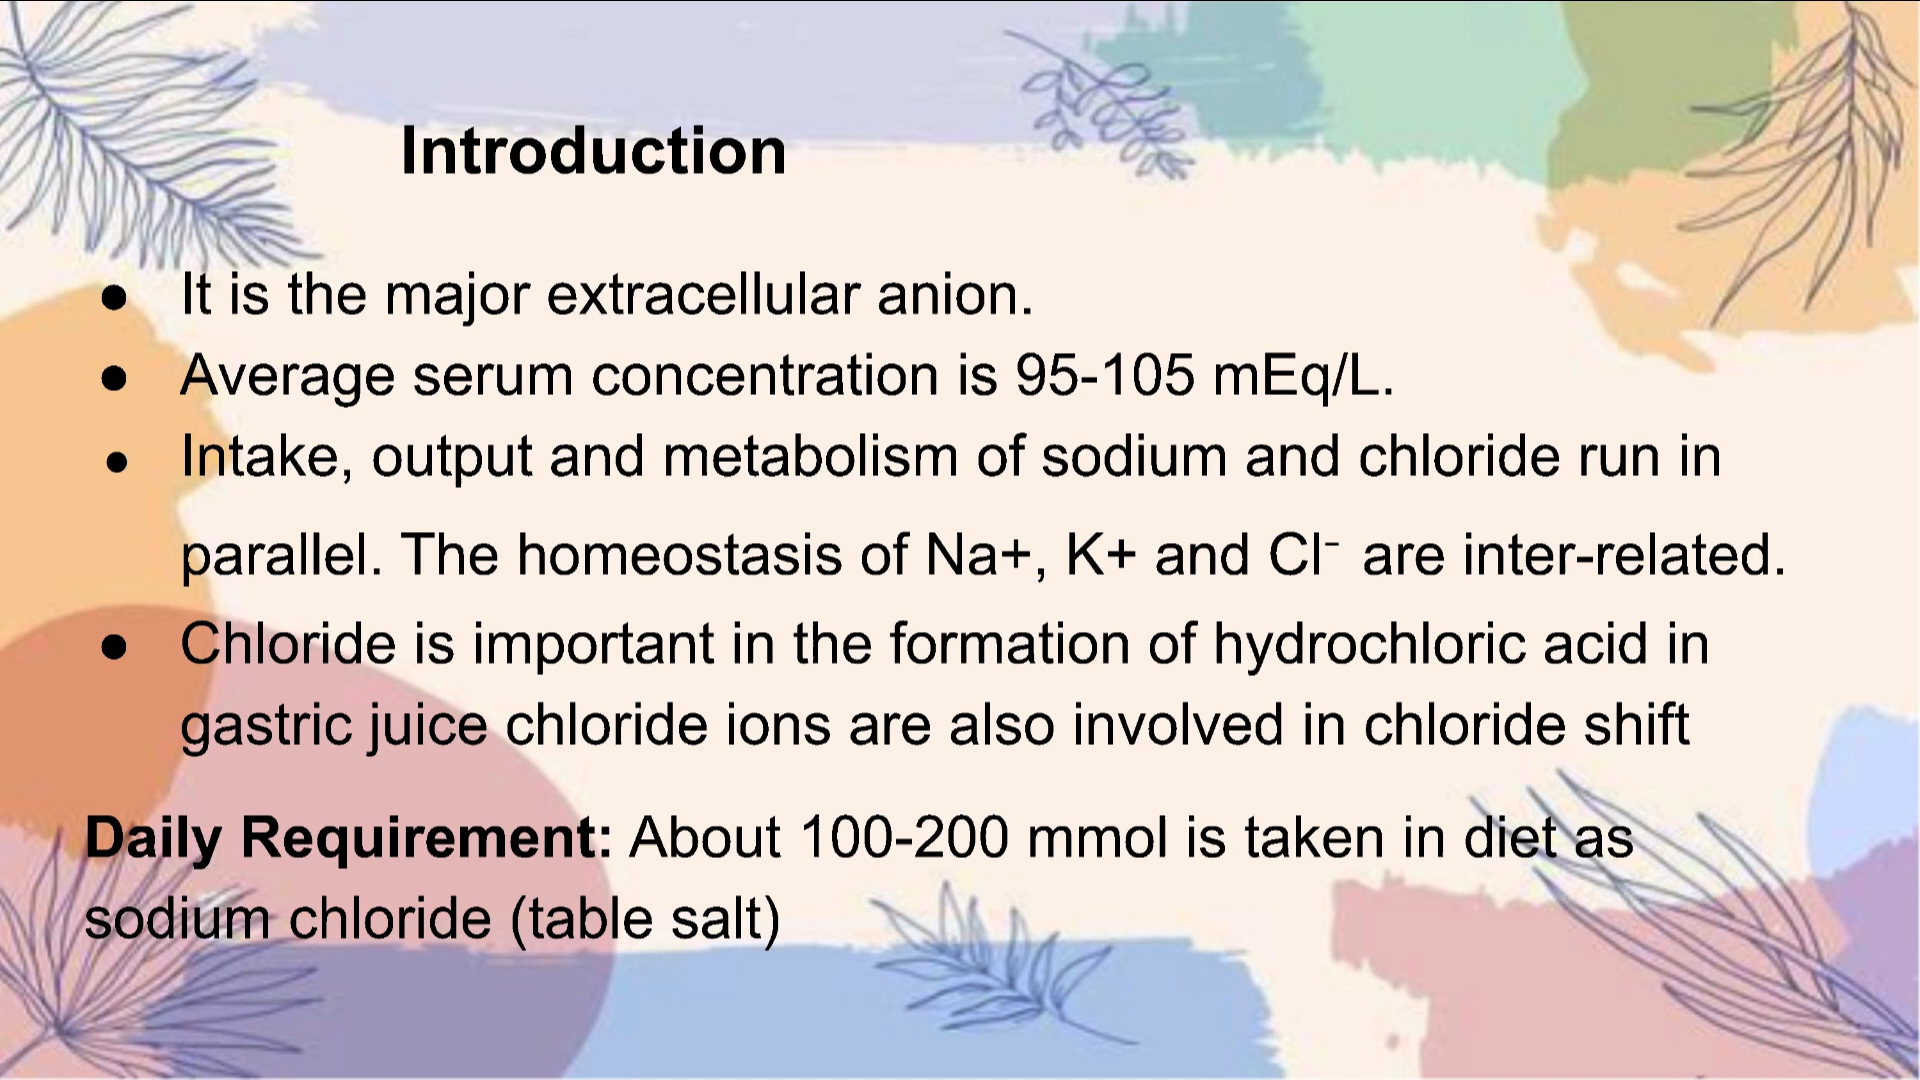 Introduction
● It is the major extracellular anion.
● Average serum concentration is 95-105 mEq/L.
● Intake, output and metabolism of sodium and chloride run in
parallel. The homeostasis of Na+, K+ and Cl⁻ are inter-related.
● Chloride is important in the formation of hydrochloric acid in
gastric juice chloride ions are also involved in chloride shift
Daily Requirement: About 100-200 mmol is taken in diet as
sodium chloride (table salt)